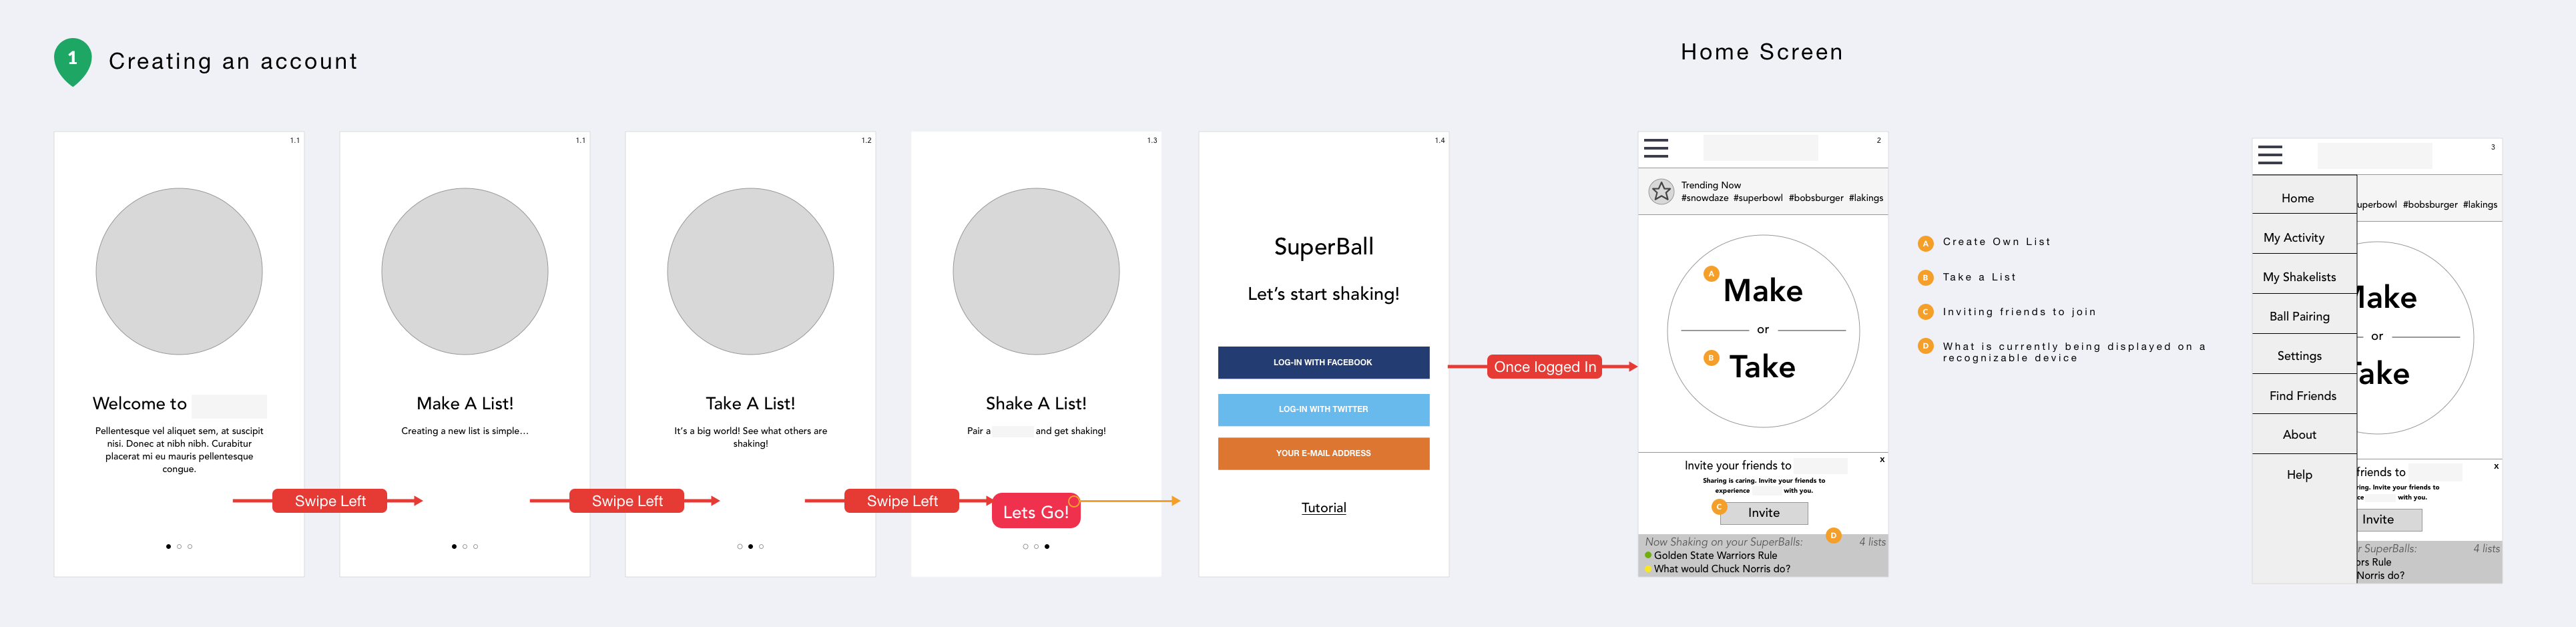 1
Creating an account
Home Screen
1.1
Welcome to
Pellentesque vel aliquet sem, at suscipit
nisi. Donec at nibh nibh. Curabitur
placerat mi eu mauris pellentesque
congue.
Swipe Left
1.1
Make A List!
Creating a new list is simple…
Swipe Left
1.2
Take A List!
It’s a big world! See what others are
shaking!
Swipe Left
1.3
Shake A List!
Pair a and get shaking!
Lets Go!
1.4
SuperBall
Let’s start shaking!
LOG-IN WITH FACEBOOK
LOG-IN WITH TWITTER
YOUR E-MAIL ADDRESS
Tutorial
Once logged In
2
Trending Now
#snowdaze #superbowl #bobsburger #lakings
A
Make
or
B
Take
Invite your friends to
x
Sharing is caring. Invite your friends to
experience with you.
C
Invite
D
Now Shaking on your SuperBalls: 4 lists
Golden State Warriors Rule
What would Chuck Norris do?
A Create Own List
B Take a List
C Inviting friends to join
D What is currently being displayed on a
recognizable device
3
Home
My Activity
My Shakelists
Ball Pairing
Settings
Find Friends
About
Help
uperbowl #bobsburger #lakings
Make
or
ake
friends to
x
ring. Invite your friends to
ce with you.
Invite
r SuperBalls: 4 lists
ors Rule
Norris do?